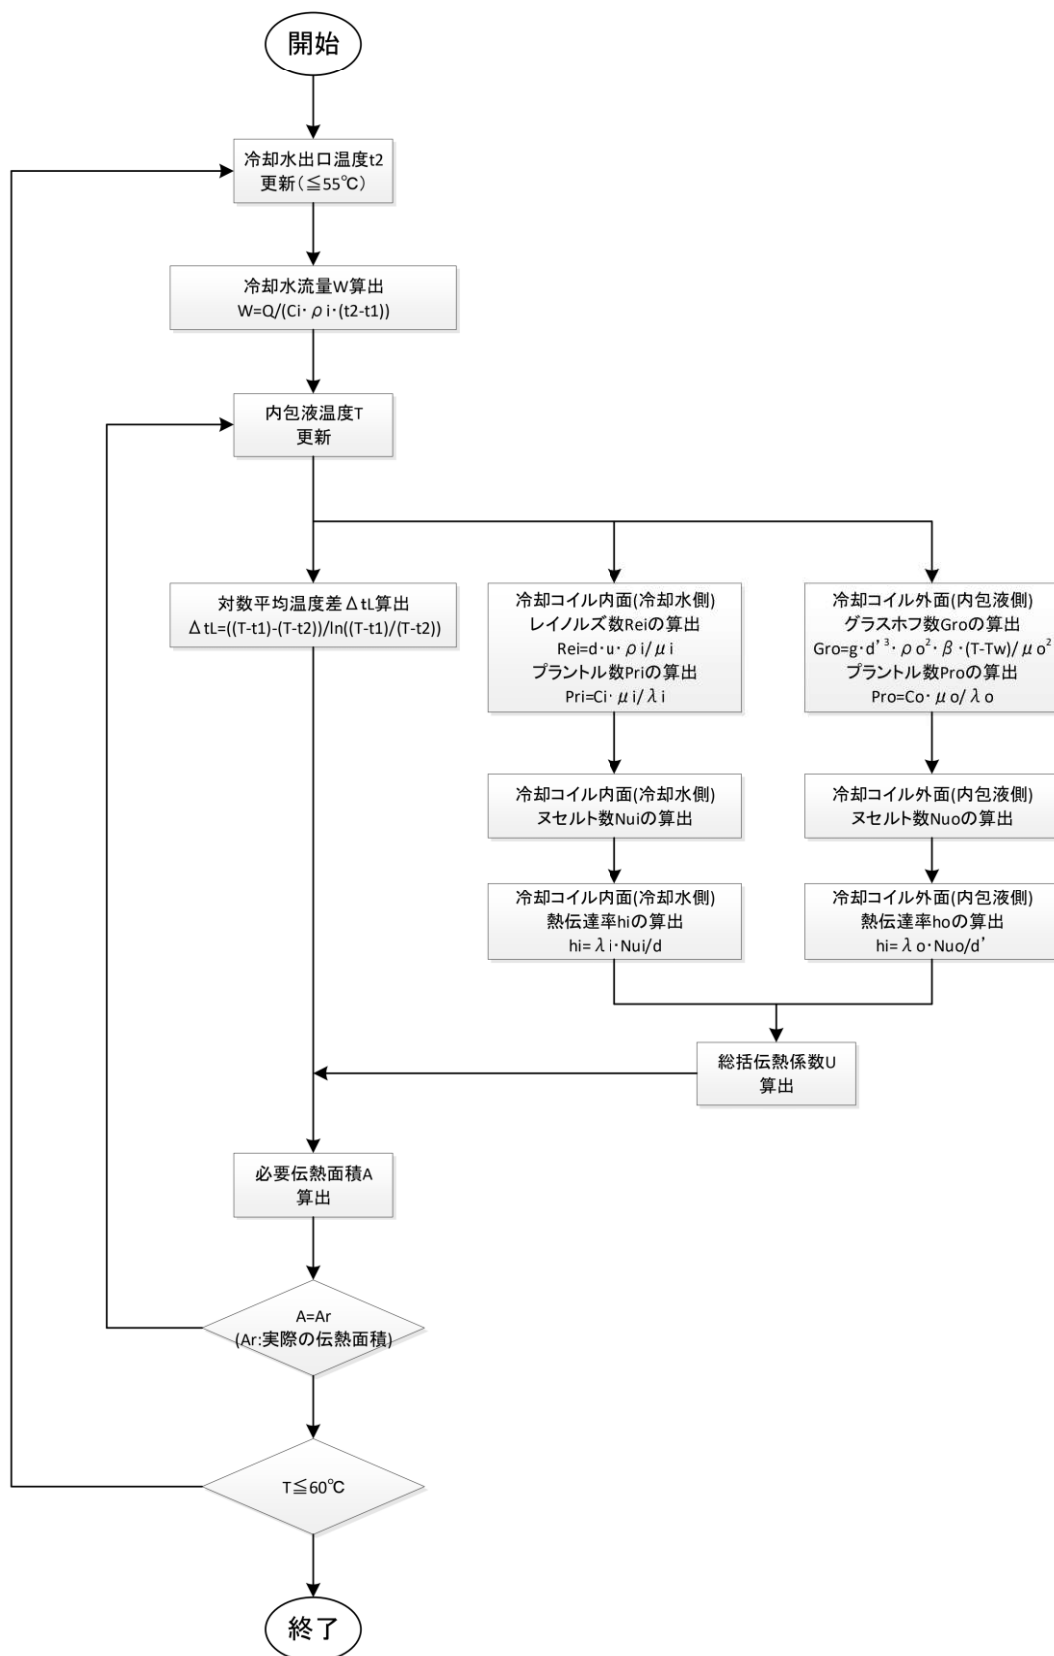 開始
冷却水出口温度t2
更新(≦55℃)
冷却水流量W算出
W=Q/(Ci・ρi・(t2-t1))
内包液温度T
更新
対数平均温度差ΔtL算出
ΔtL=((T-t1)-(T-t2))/ln((T-t1)/(T-t2))
冷却コイル内面(冷却水側)
レイノルズ数Reiの算出
Rei=d・u・ρi/μi
プラントル数Priの算出
Pri=Ci・μi/λi
冷却コイル外面(内包液側)
グラスホフ数Groの算出
Gro=g・d'³・ρo²・β・(T-Tw)/μo²
プラントル数Proの算出
Pro=Co・μo/λo
冷却コイル内面(冷却水側)
ヌセルト数Nuiの算出
冷却コイル外面(内包液側)
ヌセルト数Nuoの算出
冷却コイル内面(冷却水側)
熱伝達率hiの算出
hi=λi・Nui/d
冷却コイル外面(内包液側)
熱伝達率hoの算出
hi=λo・Nuo/d'
総括伝熱係数U
算出
必要伝熱面積A
算出
A=Ar
(Ar:実際の伝熱面積)
T≦60℃
終了